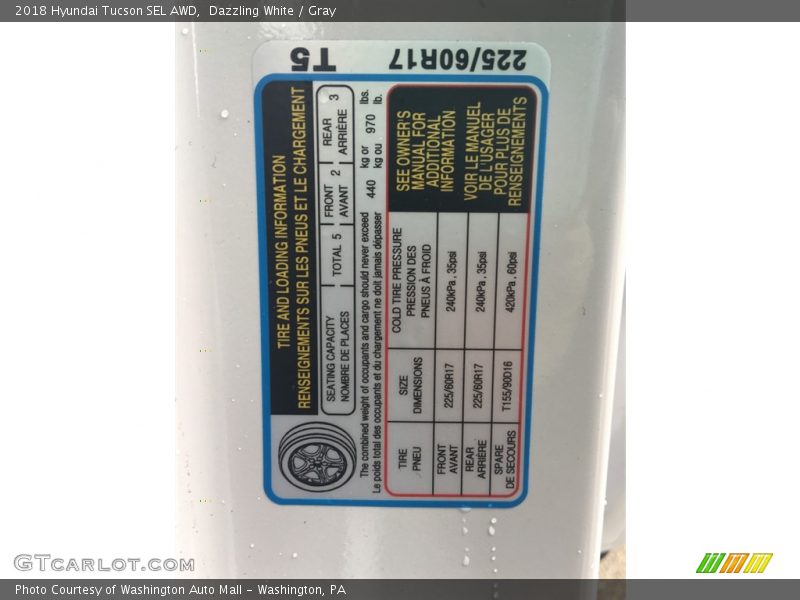 2018 Hyundai Tucson SEL AWD,  Dazzling White / Gray
225/60R17
T5
TIRE AND LOADING INFORMATION
RENSEIGNEMENTS SUR LES PNEUS ET LE CHARGEMENT
SEATING CAPACITY
NOMBRE DE PLACES
TOTAL 5
FRONT
AVANT
2
REAR
ARRIÈRE
3
The combined weight of occupants and cargo should never exceed 440 kg or 970 lbs.
Le poids total des occupants et du chargement ne doit jamais dépasser kg ou lb.
TIRE
PNEU
SIZE
DIMENSIONS
COLD TIRE PRESSURE
PRESSION DES
PNEUS À FROID
FRONT
AVANT
225/60R17
240kPa , 35psi
REAR
ARRIÈRE
225/60R17
240kPa , 35psi
SPARE
DE SECOURS
T155/90D16
420kPa , 60psi
SEE OWNER'S
MANUAL FOR
ADDITIONAL
INFORMATION
VOIR LE MANUEL
DE L'USAGER
POUR PLUS DE
RENSEIGNEMENTS
GTCARLOT.COM
Photo Courtesy of Washington Auto Mall - Washington, PA